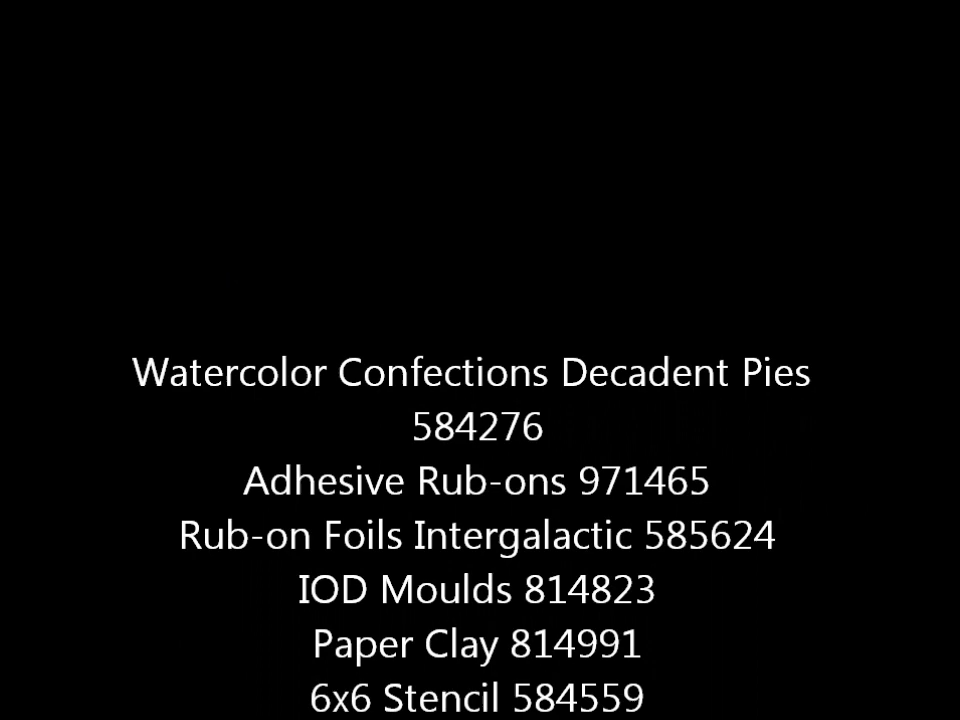 Watercolor Confections Decadent Pies
584276
Adhesive Rub-ons 971465
Rub-on Foils Intergalactic 585624
IOD Moulds 814823
Paper Clay 814991
6x6 Stencil 584559